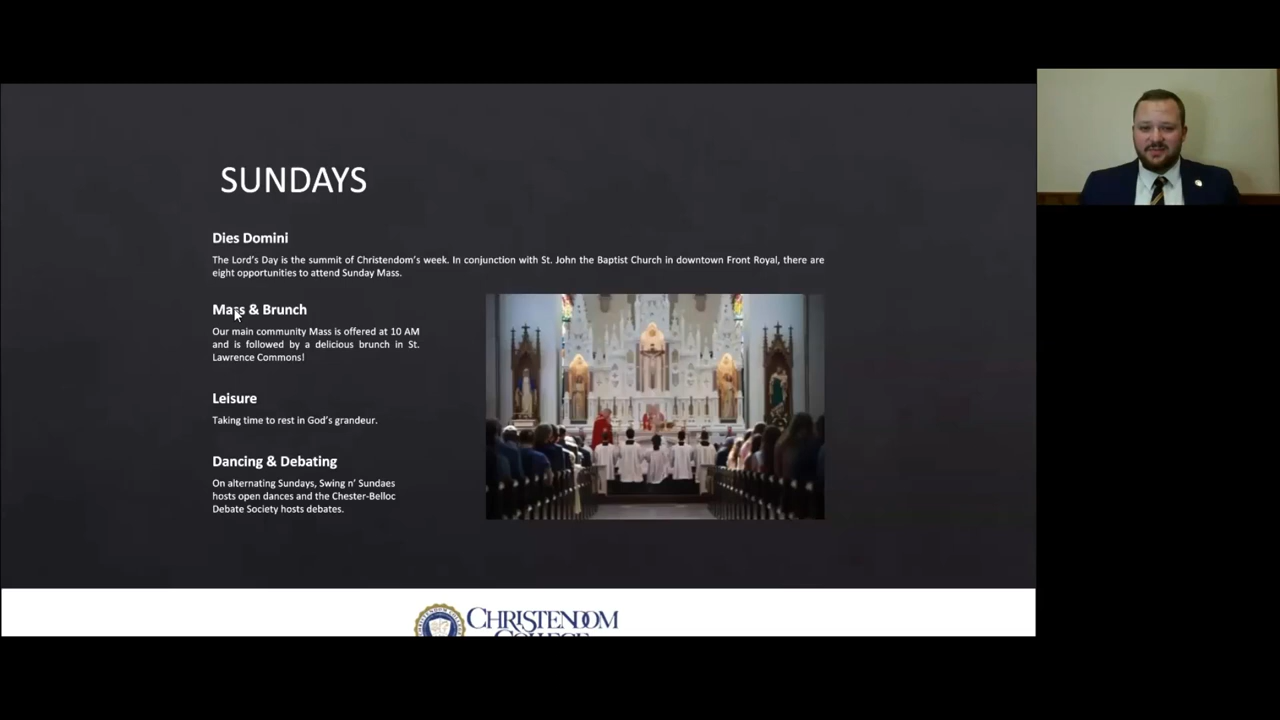 SUNDAYS
Dies Domini
The Lord's Day is the summit of Christendom's week. In conjunction with St. John the Baptist Church in downtown Front Royal, there are
eight opportunities to attend Sunday Mass.
Mass & Brunch
Our main community Mass is offered at 10 AM
and is followed by a delicious brunch in St.
Lawrence Commons!
Leisure
Taking time to rest in God's grandeur.
Dancing & Debating
On alternating Sundays, Swing n' Sundaes
hosts open dances and the Chester-Belloc
Debate Society hosts debates.
CHRISTENDOM
COLLEGE